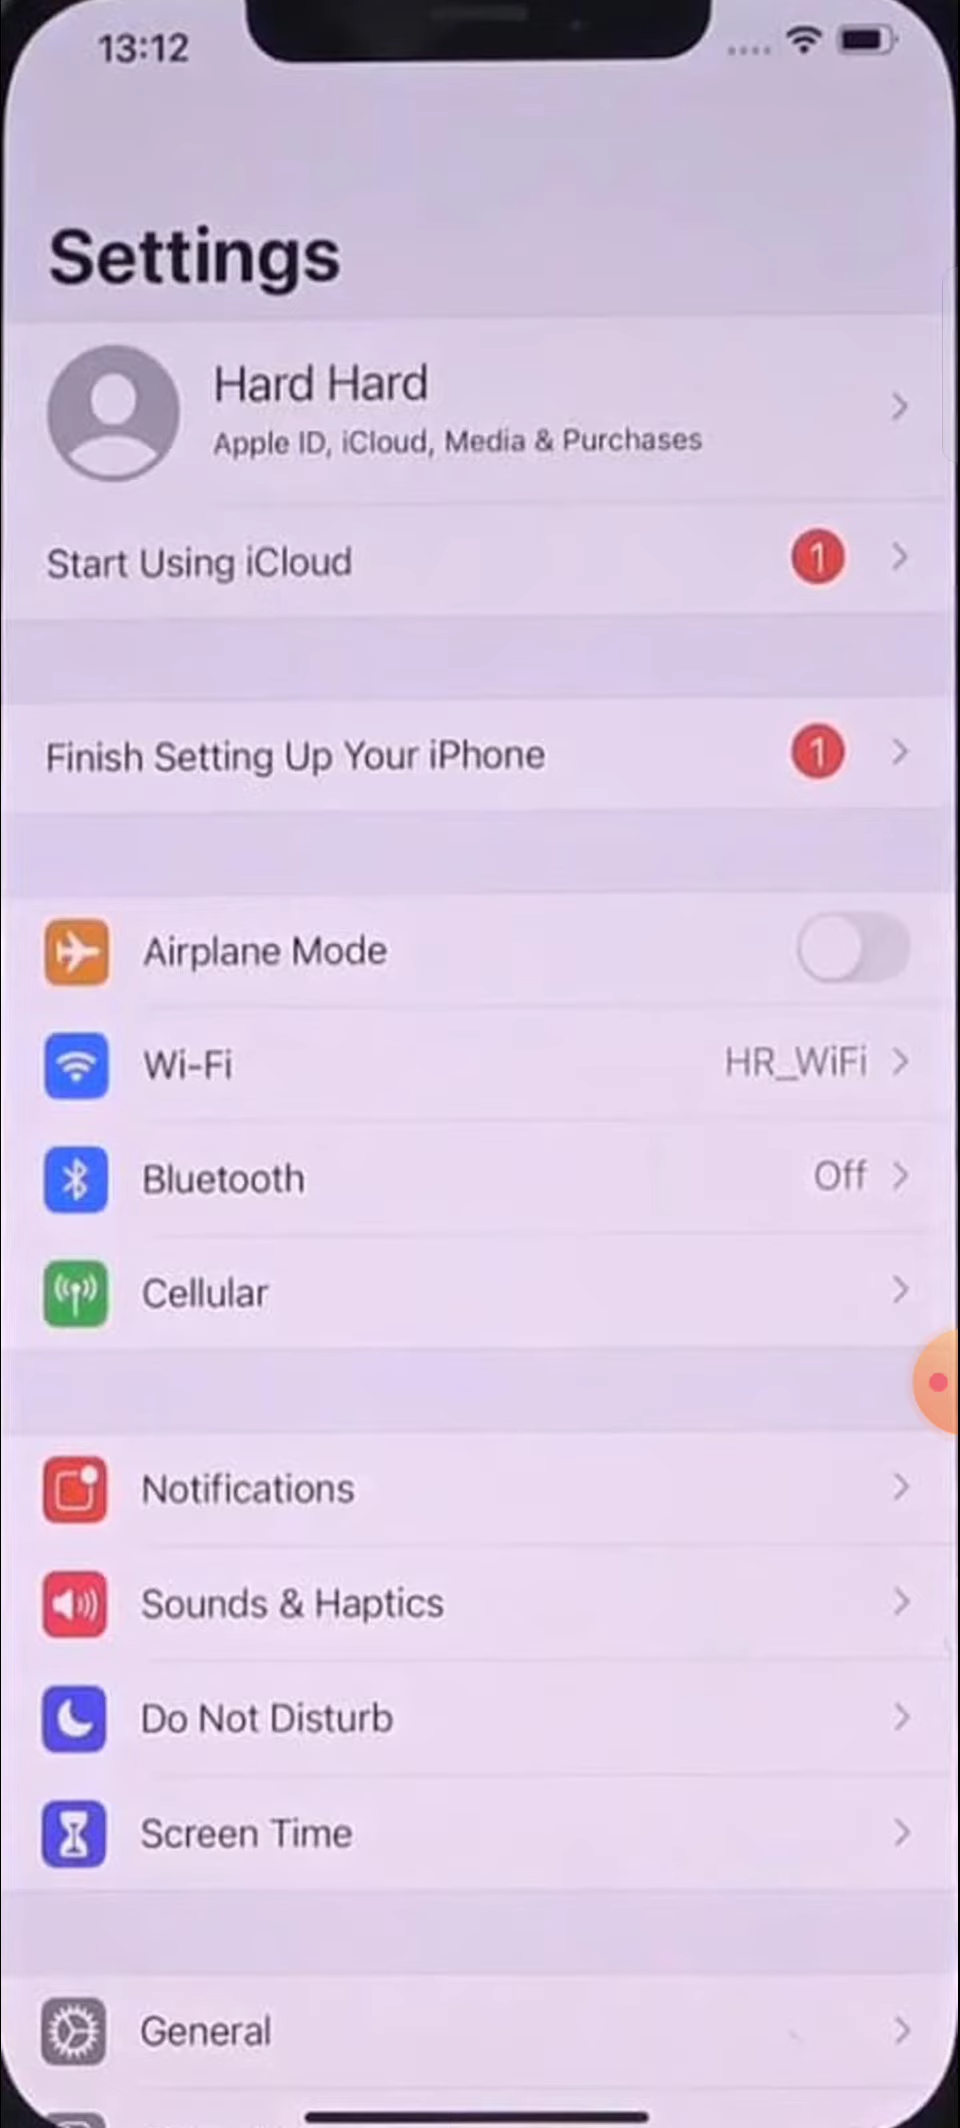 13:12
Settings
Hard Hard
Apple ID, iCloud, Media & Purchases
Start Using iCloud
1
Finish Setting Up Your iPhone
1
Airplane Mode
Wi-Fi
HR_WiFi
Bluetooth
Off
Cellular
Notifications
Sounds & Haptics
Do Not Disturb
Screen Time
General